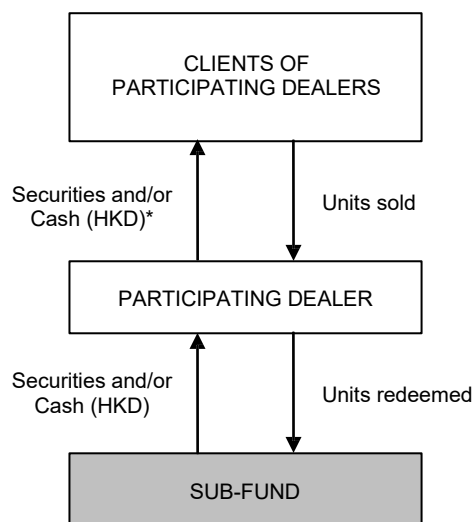 CLIENTS OF
PARTICIPATING DEALERS
Securities and/or
Cash (HKD)*
Units sold
PARTICIPATING DEALER
Securities and/or
Cash (HKD)
Units redeemed
SUB-FUND